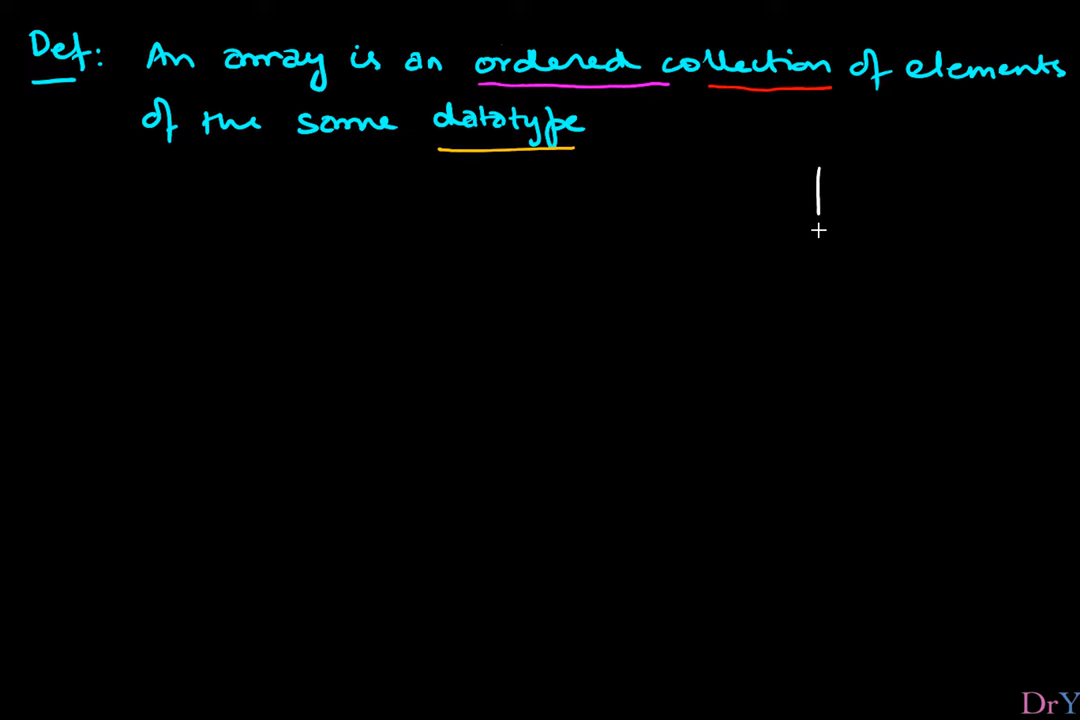 Def: An array is an ordered collection of elements
of the same datatype
DrY